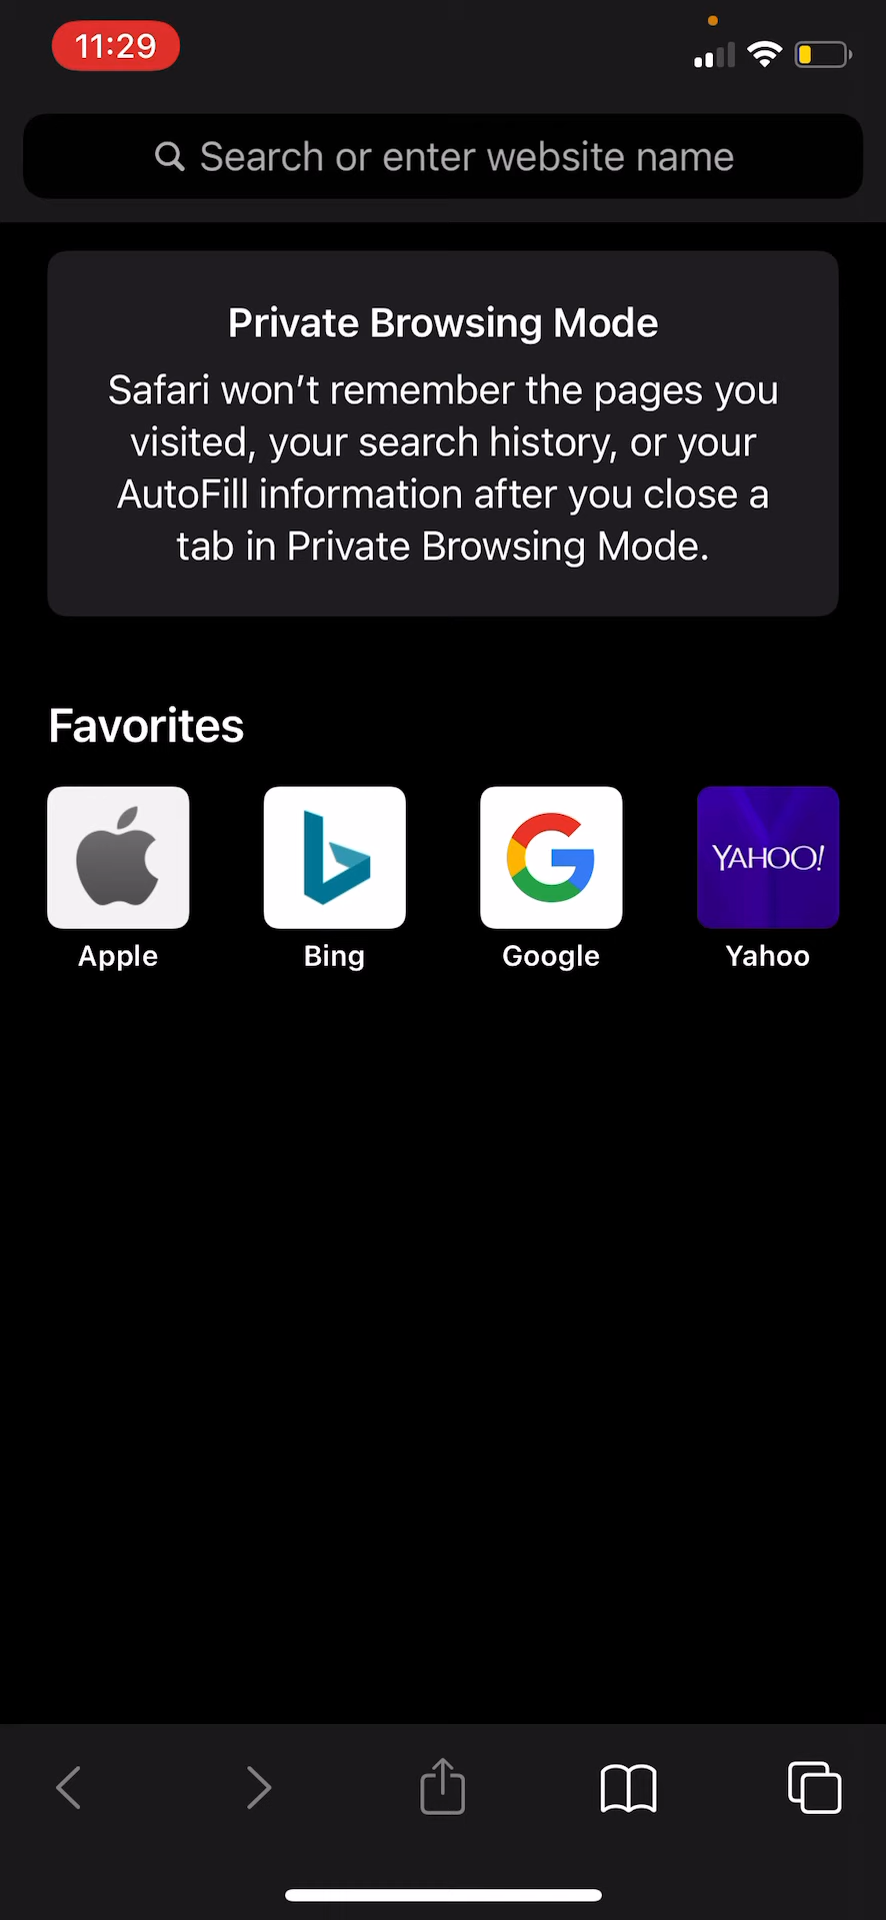 11:29
Search or enter website name
Private Browsing Mode
Safari won’t remember the pages you
visited, your search history, or your
AutoFill information after you close a
tab in Private Browsing Mode.
Favorites
YAHOO!
Apple
Bing
Google
Yahoo